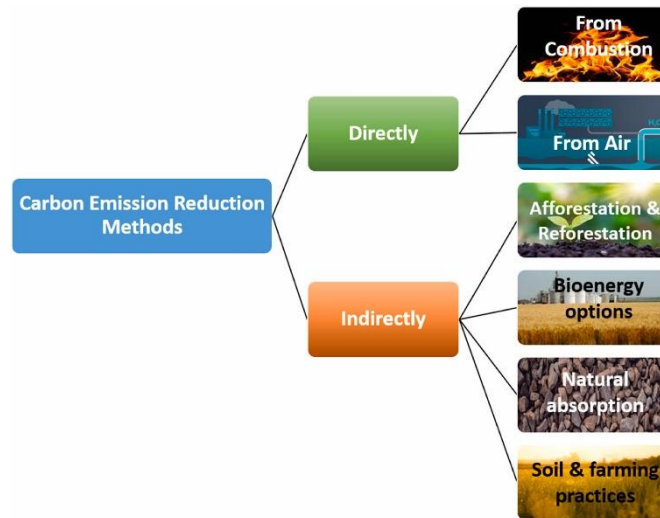 From
Combustion
Directly
H₂O
From Air
Carbon Emission Reduction
Methods
Afforestation &
Reforestation
Bioenergy
options
Indirectly
Natural
absorption
Soil & farming
practices